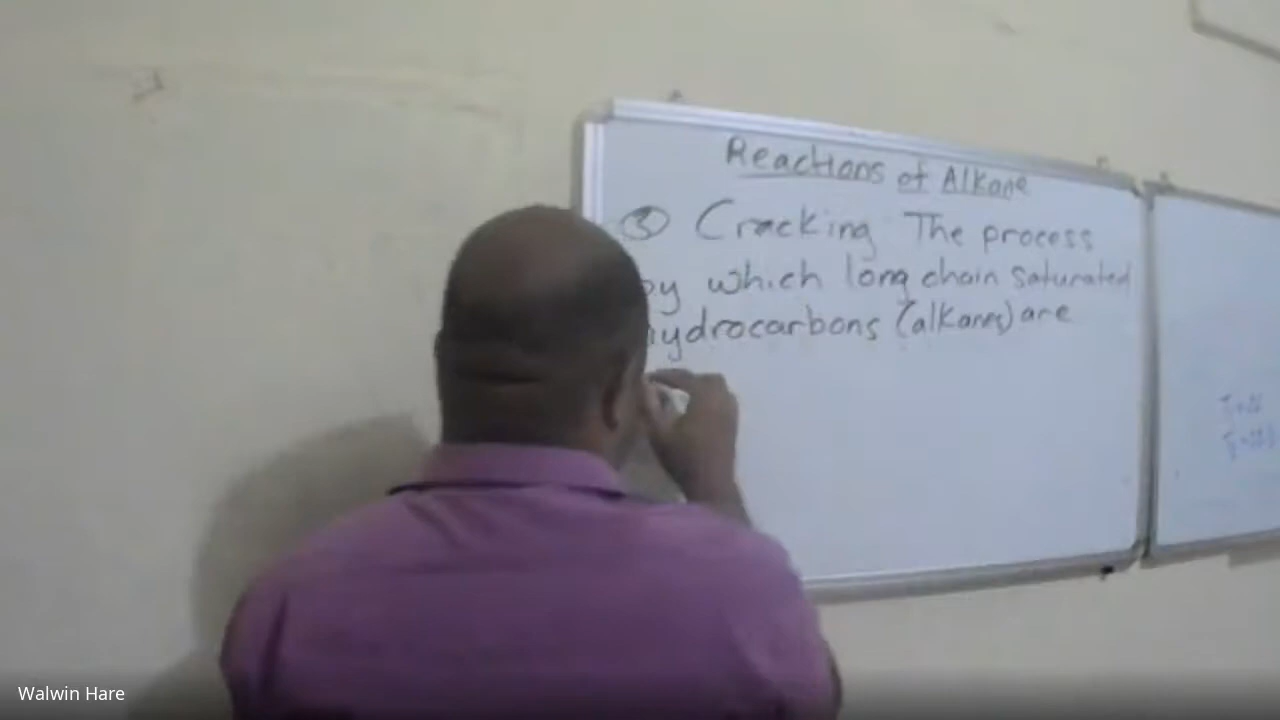 Reactions of Alkane
③ Cracking The process
by which long chain saturated
hydrocarbons (alkanes) are
Walwin Hare